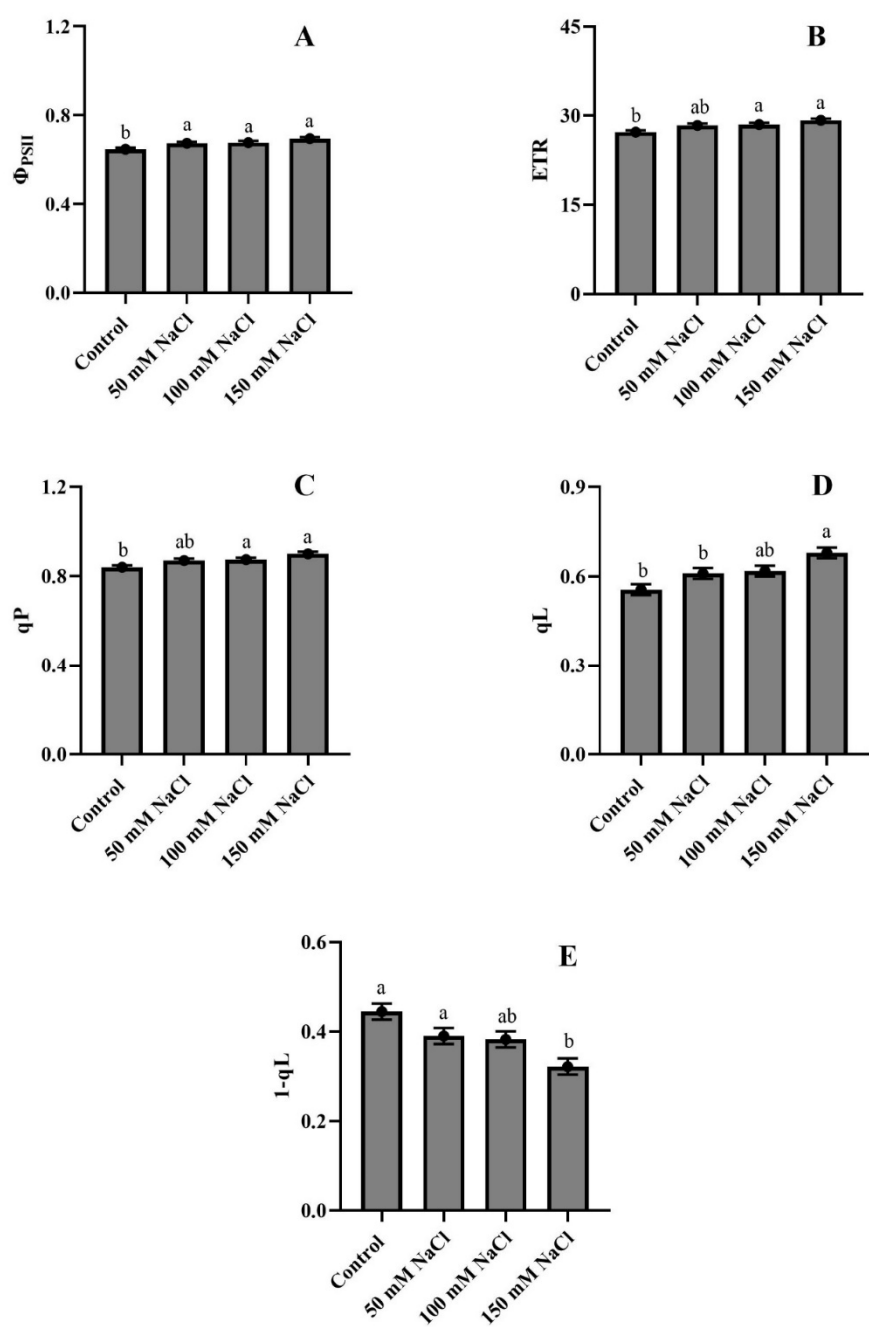 A
ΦPSII
1.2
0.8
0.4
0.0
b
a
a
a
Control
50 mM NaCl
100 mM NaCl
150 mM NaCl
B
ETR
45
30
15
0
b
ab
a
a
Control
50 mM NaCl
100 mM NaCl
150 mM NaCl
C
qP
1.2
0.8
0.4
0.0
b
ab
a
a
Control
50 mM NaCl
100 mM NaCl
150 mM NaCl
D
qL
0.9
0.6
0.3
0.0
b
b
ab
a
Control
50 mM NaCl
100 mM NaCl
150 mM NaCl
E
1-qL
0.6
0.4
0.2
0.0
a
a
ab
b
Control
50 mM NaCl
100 mM NaCl
150 mM NaCl